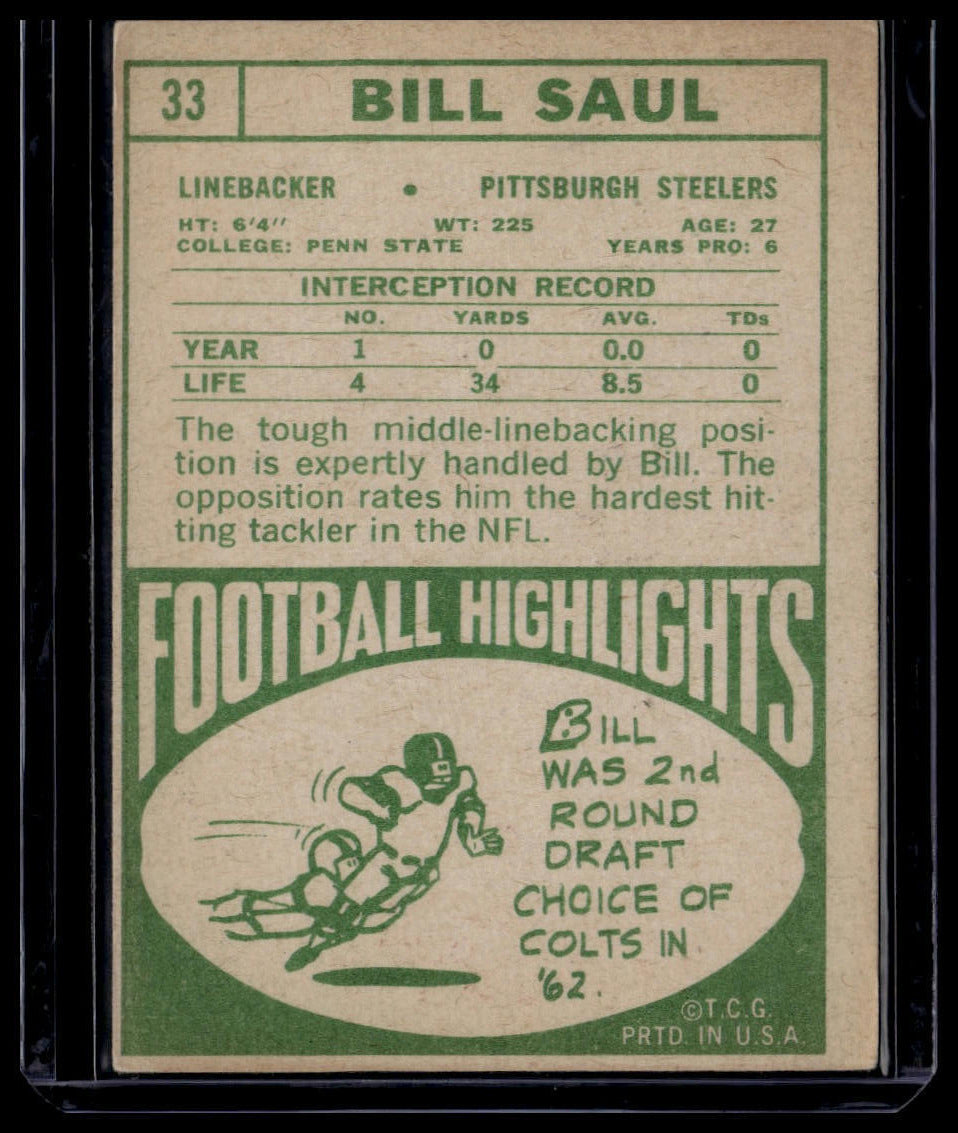 33 BILL SAUL
LINEBACKER • PITTSBURGH STEELERS
HT: 6'4" WT: 225 AGE: 27
COLLEGE: PENN STATE YEARS PRO: 6
INTERCEPTION RECORD
NO. YARDS AVG. TDs
YEAR 1 0 0.0 0
LIFE 4 34 8.5 0
The tough middle-linebacking posi-
tion is expertly handled by Bill. The
opposition rates him the hardest hit-
ting tackler in the NFL.
FOOTBALL HIGHLIGHTS
BILL
WAS 2nd
ROUND
DRAFT
CHOICE OF
COLTS IN
'62.
©T.C.G.
PRTD. IN U.S.A.